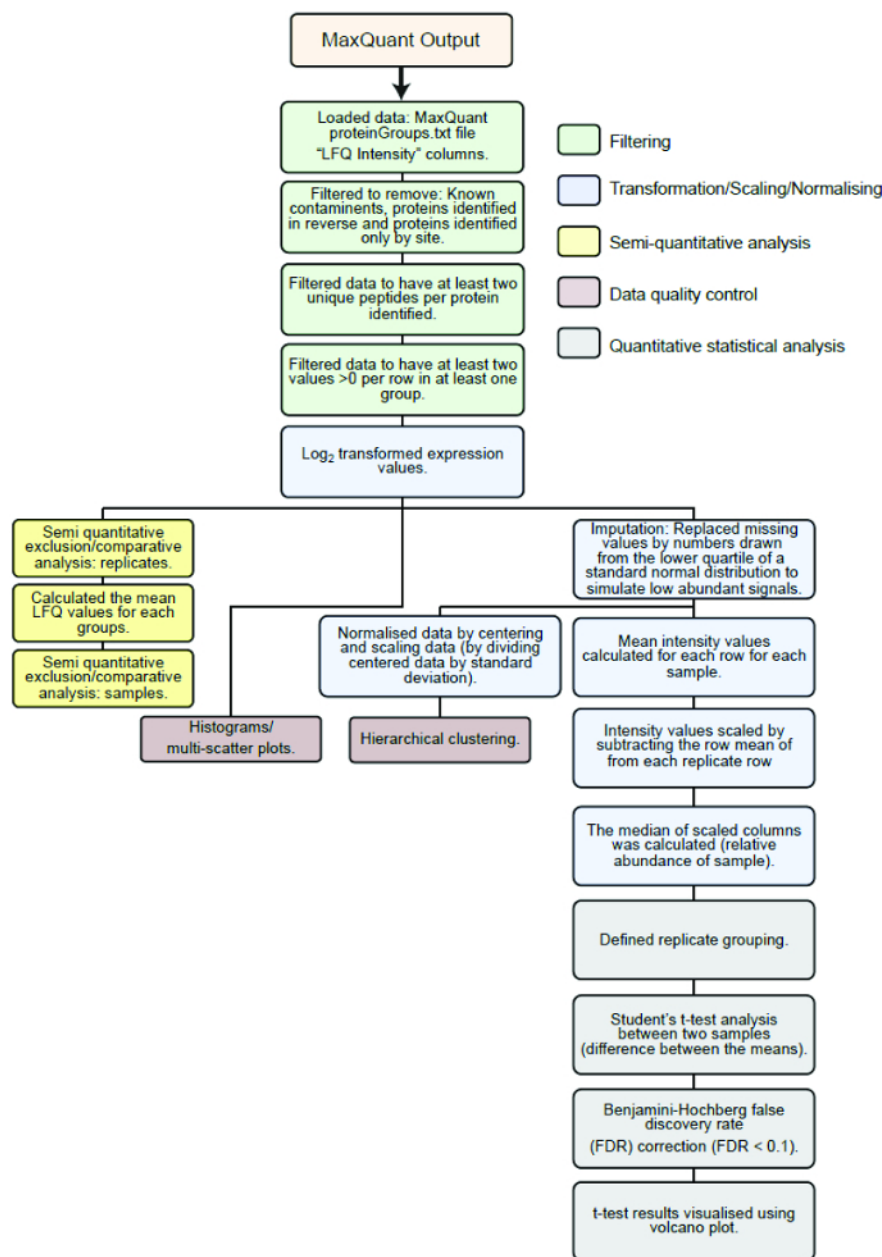 MaxQuant Output
Loaded data: MaxQuant
proteinGroups.txt file
“LFQ Intensity” columns.
Filtered to remove: Known
contaminents, proteins identified
in reverse and proteins identified
only by site.
Filtered data to have at least two
unique peptides per protein
identified.
Filtered data to have at least two
values >0 per row in at least one
group.
Log₂ transformed expression
values.
Filtering
Transformation/Scaling/Normalising
Semi-quantitative analysis
Data quality control
Quantitative statistical analysis
Semi quantitative
exclusion/comparative
analysis: replicates.
Calculated the mean
LFQ values for each
groups.
Semi quantitative
exclusion/comparative
analysis: samples.
Histograms/
multi-scatter plots.
Normalised data by centering
and scaling data (by dividing
centered data by standard
deviation).
Hierarchical clustering.
Imputation: Replaced missing
values by numbers drawn
from the lower quartile of a
standard normal distribution to
simulate low abundant signals.
Mean intensity values
calculated for each row for each
sample.
Intensity values scaled by
subtracting the row mean of
from each replicate row
The median of scaled columns
was calculated (relative
abundance of sample).
Defined replicate grouping.
Student’s t-test analysis
between two samples
(difference between the means).
Benjamini-Hochberg false
discovery rate
(FDR) correction (FDR < 0.1).
t-test results visualised using
volcano plot.